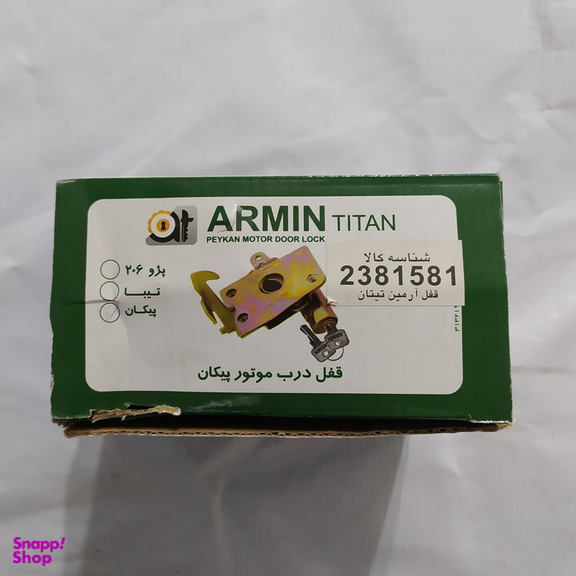 at ARMIN TITAN
PEYKAN MOTOR DOOR LOCK
شناسه کالا
2381581
قفل آرمین تیتان
پژو ۲۰۶
تیبا
پیکان
قفل درب موتور پیکان
Snapp!
Shop